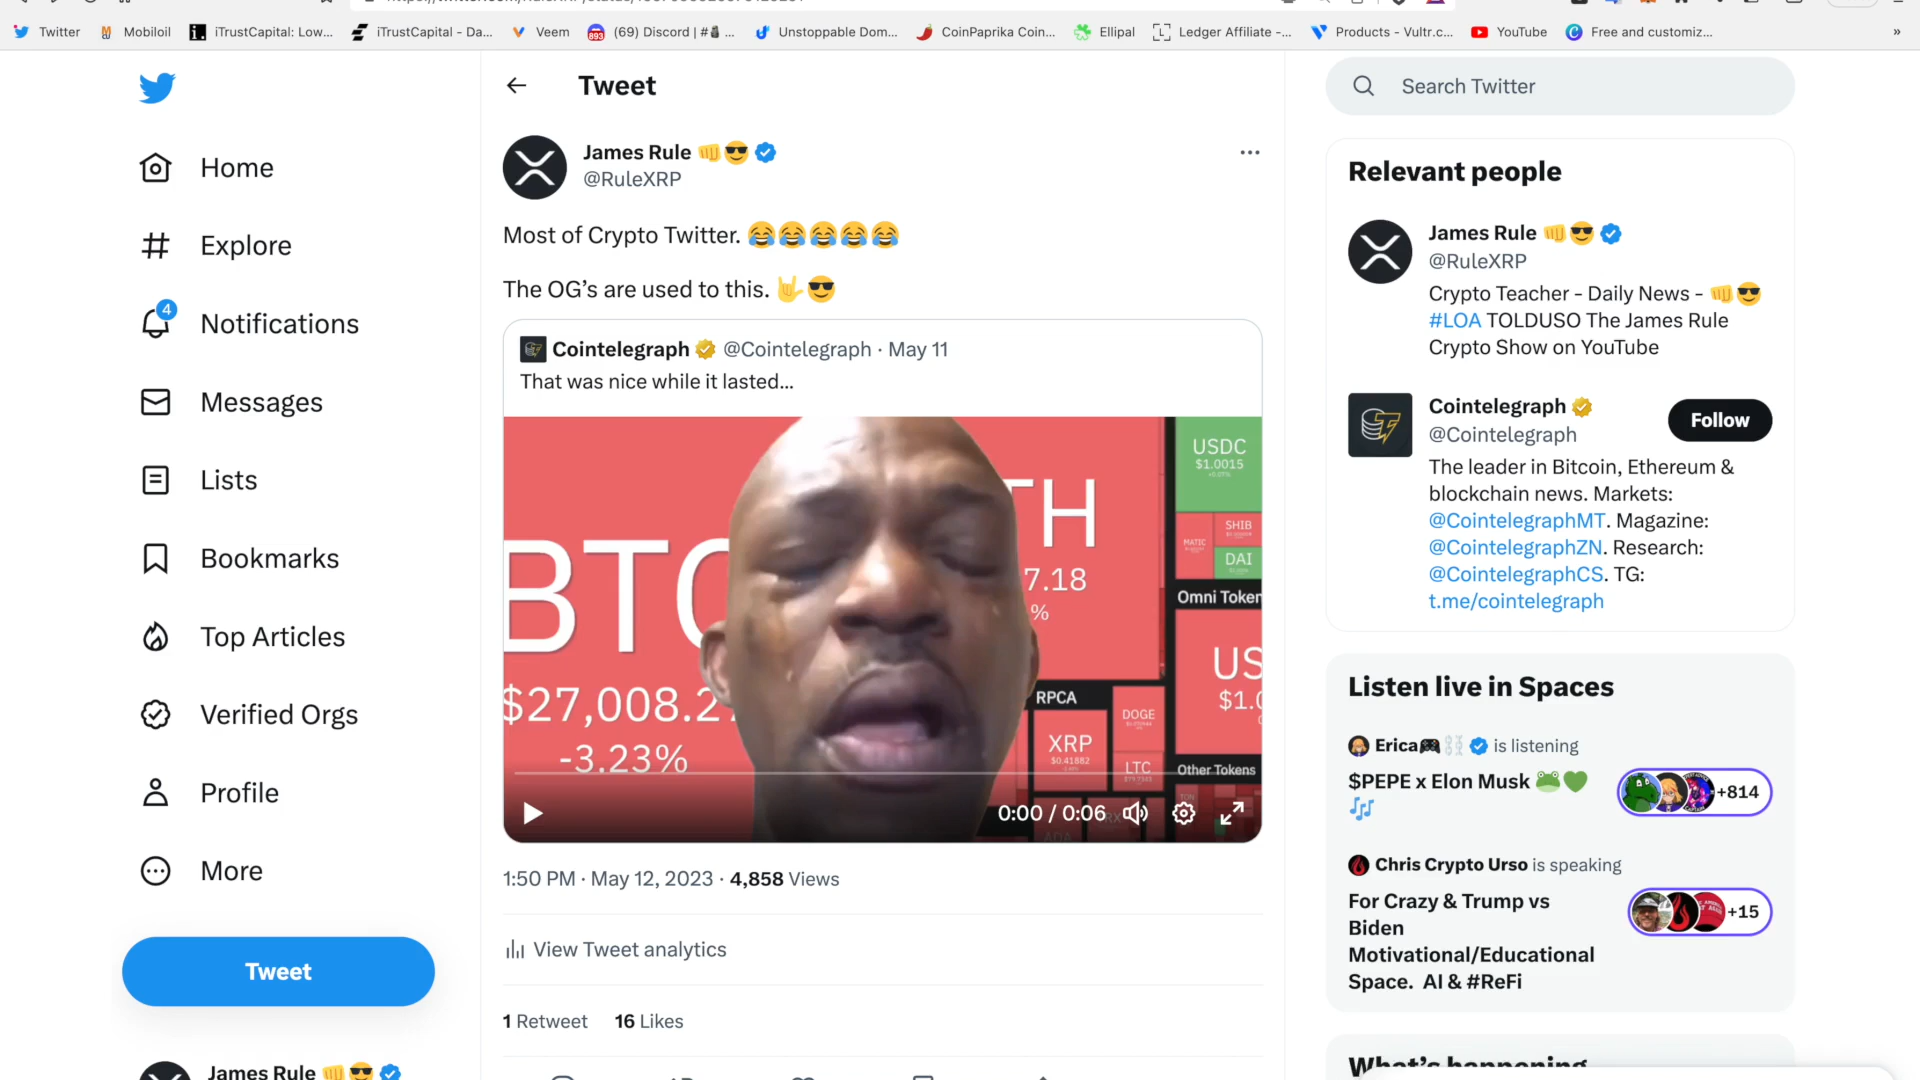 Twitter
Mobiloil
iTrustCapital: Low...
iTrustCapital - Da...
Veem
(69) Discord | #
Unstoppable Dom...
CoinPaprika Coin...
Ellipal
Ledger Affiliate -...
Products - Vultr.c...
YouTube
Free and customiz...
»
Home
Explore
4
Notifications
Messages
Lists
Bookmarks
Top Articles
Verified Orgs
Profile
More
Tweet
James Rule 👊😎
Tweet
James Rule 👊😎
@RuleXRP
Most of Crypto Twitter. 😂😂😂😂😂
The OG’s are used to this. 🤟😎
Cointelegraph @Cointelegraph · May 11
That was nice while it lasted...
BTC
$27,008.2
-3.23%
TH
7.18
%
USDC
$1.0015
SHIB
MATIC
DAI
Omni Token
US
$1.0
RPCA
DOGE
XRP
$0.41882
LTC
Other Tokens
TON
ADA
0:00 / 0:06
1:50 PM · May 12, 2023 · 4,858 Views
View Tweet analytics
1 Retweet 16 Likes
Search Twitter
Relevant people
James Rule 👊😎
@RuleXRP
Crypto Teacher - Daily News - 👊😎
#LOA TOLDUSO The James Rule
Crypto Show on YouTube
Cointelegraph
@Cointelegraph
Follow
The leader in Bitcoin, Ethereum &
blockchain news. Markets:
@CointelegraphMT. Magazine:
@CointelegraphZN. Research:
@CointelegraphCS. TG:
t.me/cointelegraph
Listen live in Spaces
Erica🎮⛓ is listening
$PEPE x Elon Musk 🐸💚
🎶
+814
Chris Crypto Urso is speaking
For Crazy & Trump vs
Biden
Motivational/Educational
Space. AI & #ReFi
+15
What’s happening